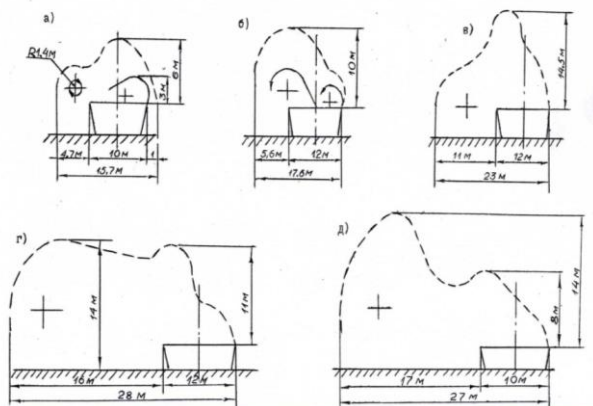 а)
R1,4м
6м
3м
4,7м
10м
1
15,7м
б)
10м
5,6м
12м
17,6м
в)
14,5м
11м
12м
23м
г)
14м
11м
16м
12м
28м
д)
14м
8м
17м
10м
27м